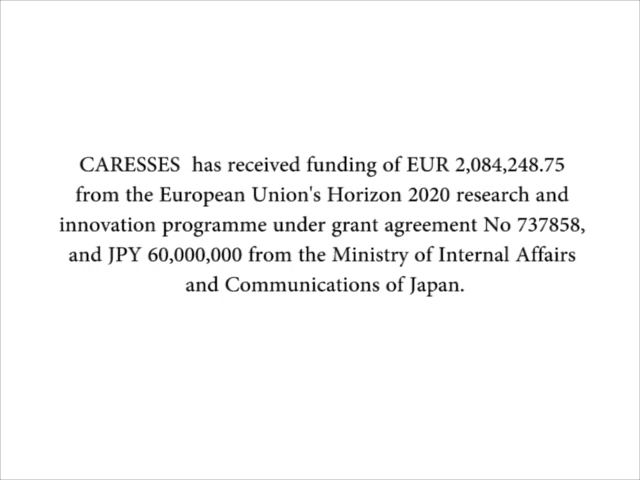 CARESSES has received funding of EUR 2,084,248.75
from the European Union's Horizon 2020 research and
innovation programme under grant agreement No 737858,
and JPY 60,000,000 from the Ministry of Internal Affairs
and Communications of Japan.